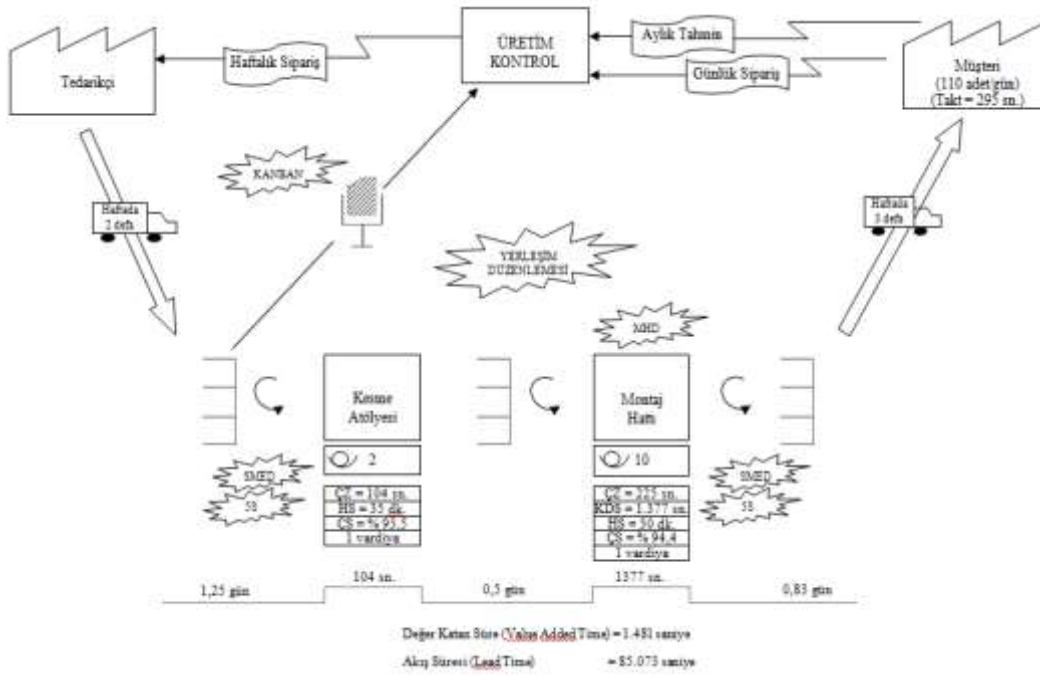 Tedarikçi
Haftalık Sipariş
ÜRETİM
KONTROL
Aylık Tahmin
Günlük Sipariş
Müşteri
(110 adet/gün)
(Takt = 295 sn.)
KANBAN
Haftada
2 defa
Haftada
3 defa
YERLEŞİM
DÜZENLEMESİ
MHD
Kesme
Atölyesi
Montaj
Hattı
2
10
SMED
5S
SMED
5S
ÇZ = 104 sn.
HS = 35 dk.
ÇS = % 93,5
1 vardiya
ÇZ = 225 sn.
KDS = 1.377 sn.
HS = 30 dk.
ÇS = % 94,4
1 vardiya
1,25 gün
104 sn.
0,5 gün
1377 sn.
0,83 gün
Değer Katan Süre (Value Added Time) = 1.481 saniye
Akış Süresi (Lead Time) = 85.073 saniye